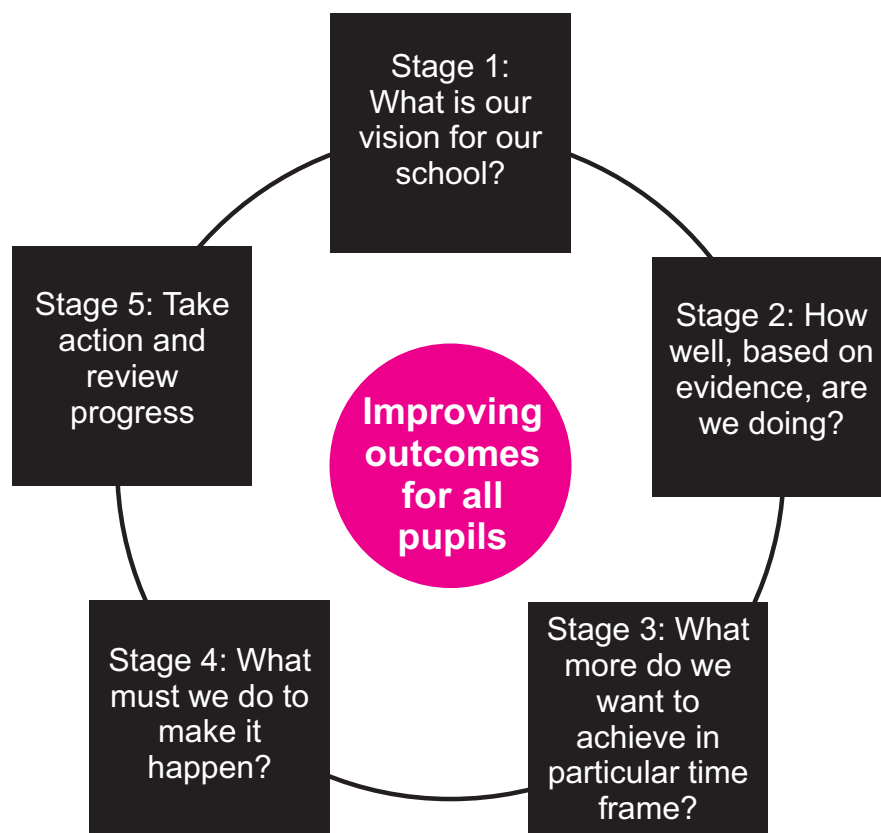 Stage 1:
What is our
vision for our
school?
Stage 2: How
well, based on
evidence, are
we doing?
Stage 3: What
more do we
want to
achieve in
particular time
frame?
Stage 4: What
must we do to
make it
happen?
Stage 5: Take
action and
review
progress
Improving
outcomes
for all
pupils